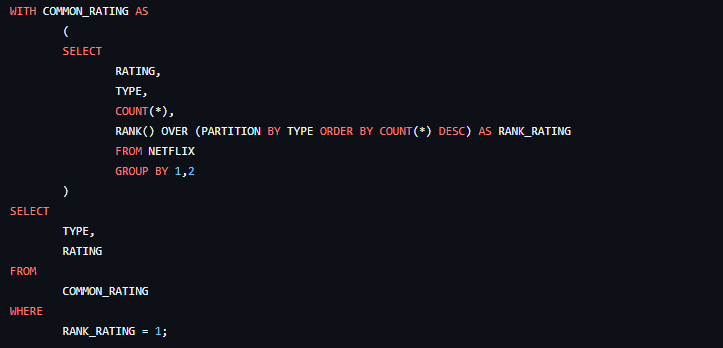 WITH COMMON_RATING AS
(
SELECT
RATING,
TYPE,
COUNT(*),
RANK() OVER (PARTITION BY TYPE ORDER BY COUNT(*) DESC) AS RANK_RATING
FROM NETFLIX
GROUP BY 1,2
)
SELECT
TYPE,
RATING
FROM
COMMON_RATING
WHERE
RANK_RATING = 1;